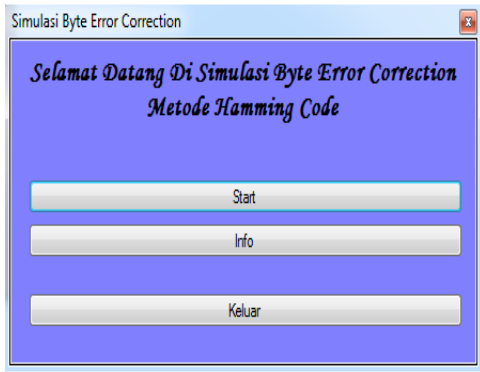 Simulasi Byte Error Correction
Selamat Datang Di Simulasi Byte Error Correction
Metode Hamming Code
Start
Info
Keluar